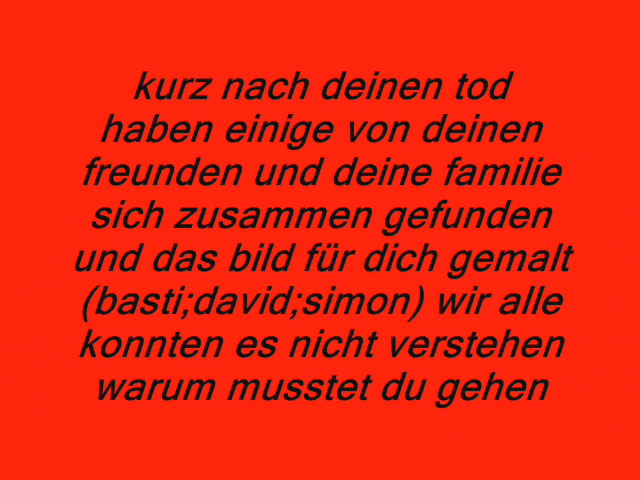 kurz nach deinen tod
haben einige von deinen
freunden und deine familie
sich zusammen gefunden
und das bild für dich gemalt
(basti;david;simon) wir alle
konnten es nicht verstehen
warum musstet du gehen